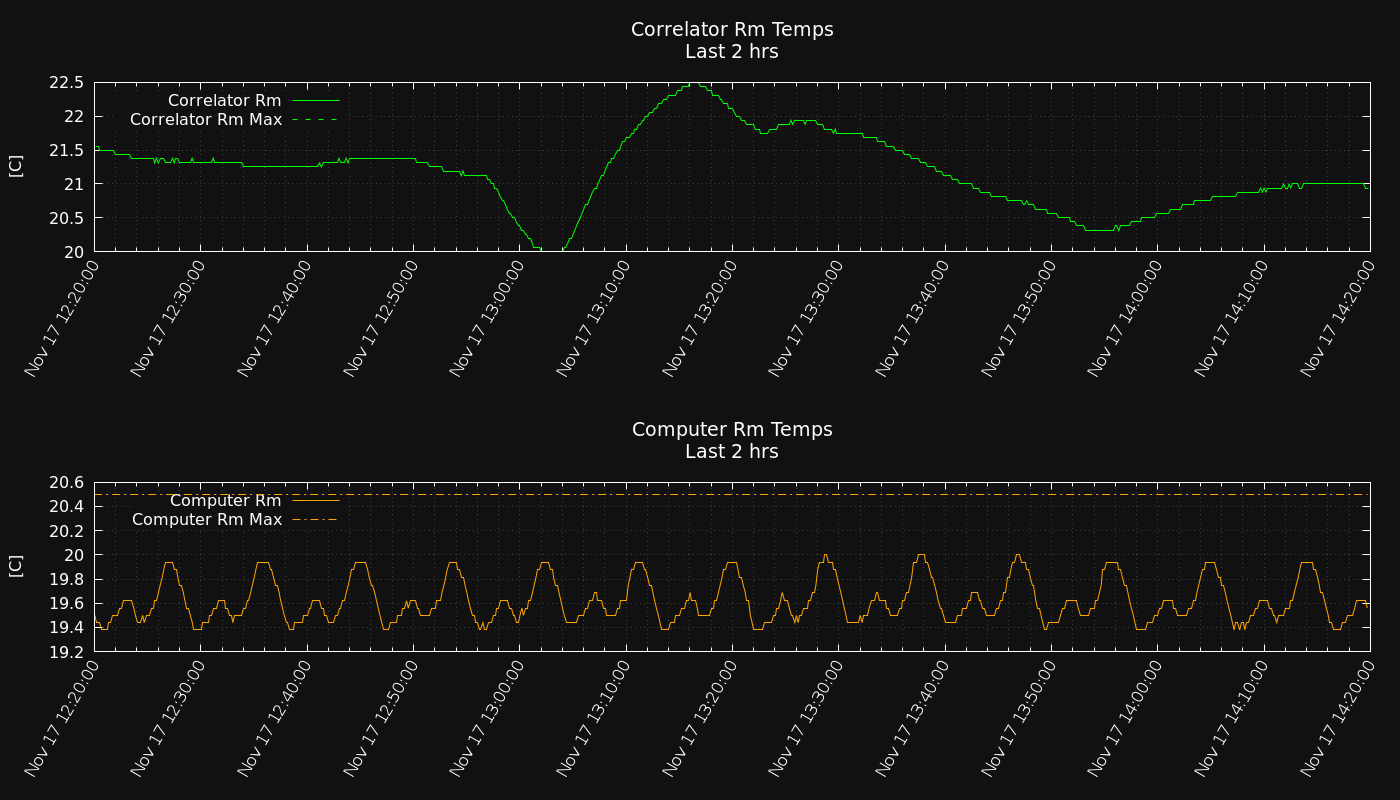 Correlator Rm Temps
Last 2 hrs
22.5
22
21.5
21
20.5
20
[C]
Correlator Rm
Correlator Rm Max
Nov 17 12:20:00
Nov 17 12:30:00
Nov 17 12:40:00
Nov 17 12:50:00
Nov 17 13:00:00
Nov 17 13:10:00
Nov 17 13:20:00
Nov 17 13:30:00
Nov 17 13:40:00
Nov 17 13:50:00
Nov 17 14:00:00
Nov 17 14:10:00
Nov 17 14:20:00
Computer Rm Temps
Last 2 hrs
20.6
20.4
20.2
20
19.8
19.6
19.4
19.2
[C]
Computer Rm
Computer Rm Max
Nov 17 12:20:00
Nov 17 12:30:00
Nov 17 12:40:00
Nov 17 12:50:00
Nov 17 13:00:00
Nov 17 13:10:00
Nov 17 13:20:00
Nov 17 13:30:00
Nov 17 13:40:00
Nov 17 13:50:00
Nov 17 14:00:00
Nov 17 14:10:00
Nov 17 14:20:00